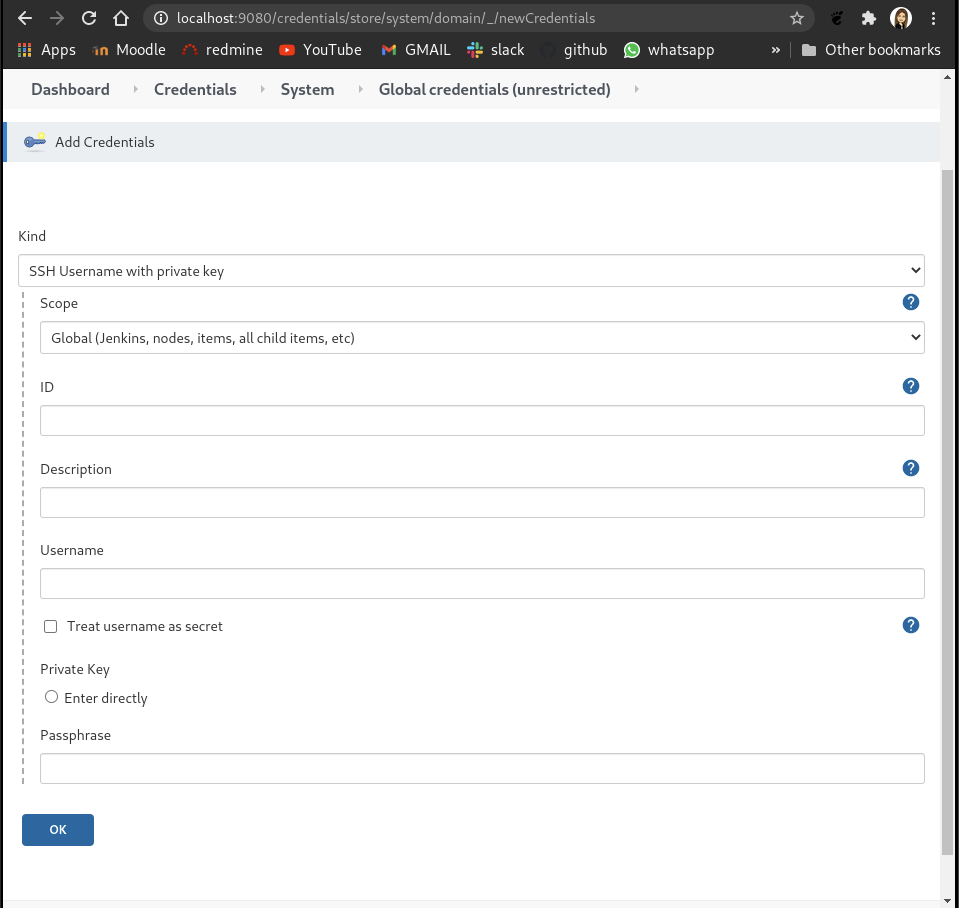 localhost:9080/credentials/store/system/domain/_/newCredentials
Apps Moodle redmine YouTube GMAIL slack github whatsapp » Other bookmarks
Dashboard Credentials System Global credentials (unrestricted)
Add Credentials
Kind
SSH Username with private key
Scope
?
Global (Jenkins, nodes, items, all child items, etc)
ID
?
Description
?
Username
Treat username as secret
?
Private Key
Enter directly
Passphrase
OK